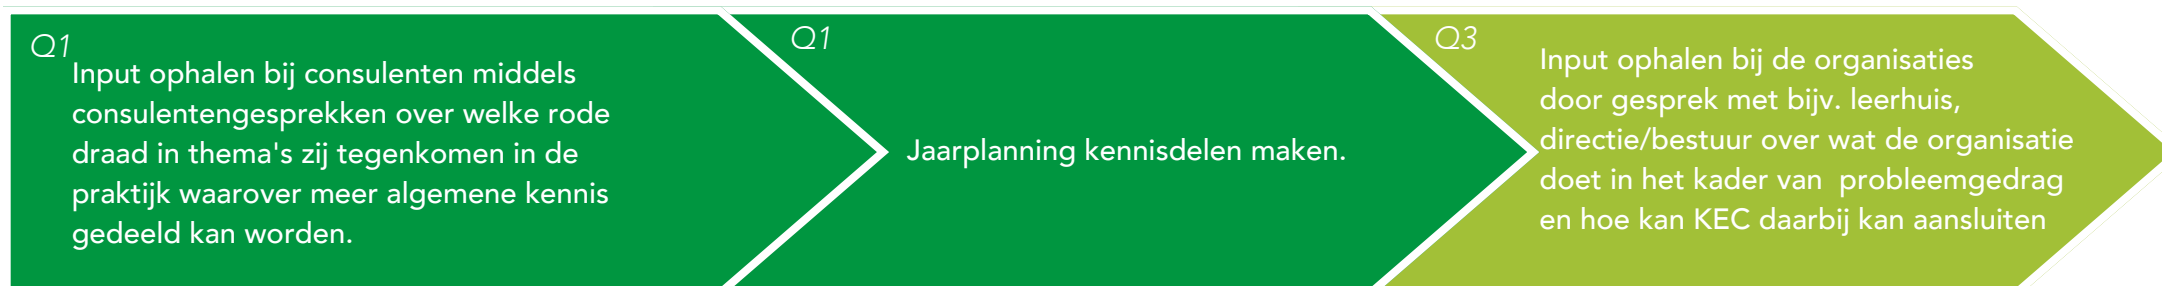 Q1
Input ophalen bij consulenten middels
consulentengesprekken over welke rode
draad in thema's zij tegenkomen in de
praktijk waarover meer algemene kennis
gedeeld kan worden.
Q1
Jaarplanning kennisdelen maken.
Q3
Input ophalen bij de organisaties
door gesprek met bijv. leerhuis,
directie/bestuur over wat de organisatie
doet in het kader van  probleemgedrag
en hoe kan KEC daarbij kan aansluiten